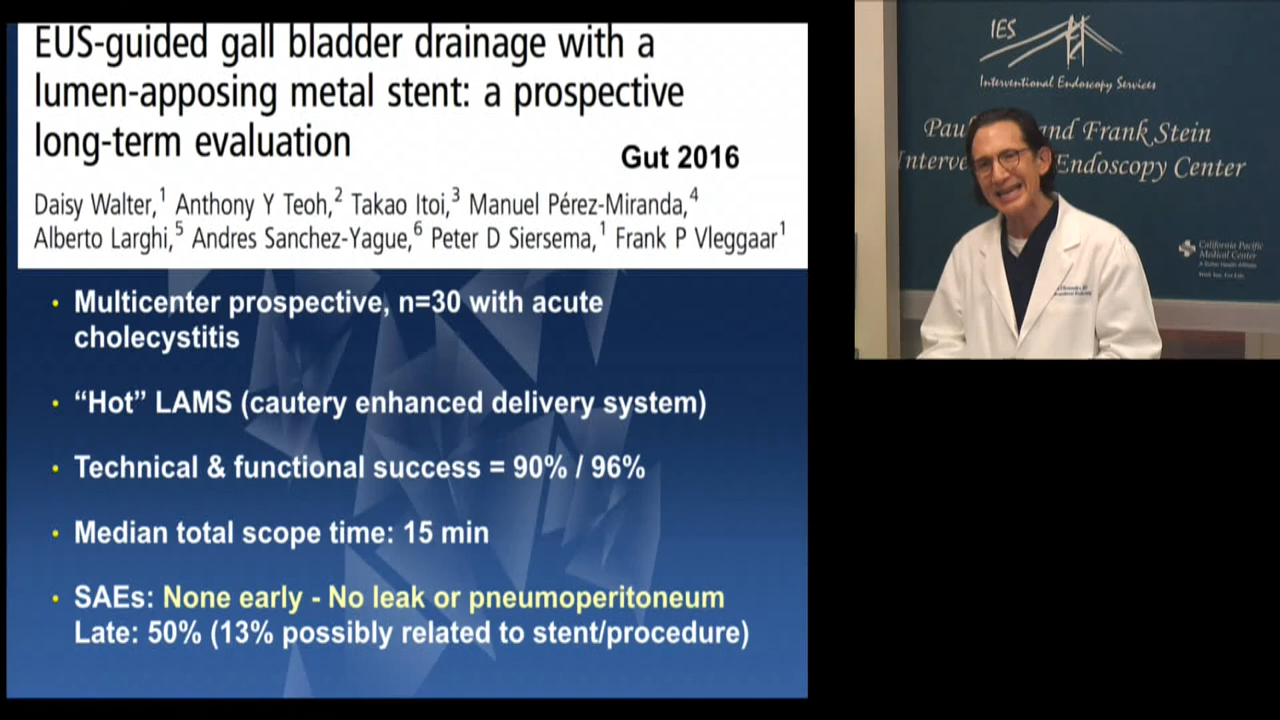 EUS-guided gall bladder drainage with a
lumen-apposing metal stent: a prospective
long-term evaluation
Gut 2016
Daisy Walter,1 Anthony Y Teoh,2 Takao Itoi,3 Manuel Pérez-Miranda,4
Alberto Larghi,5 Andres Sanchez-Yague,6 Peter D Siersema,1 Frank P Vleggaar1
• Multicenter prospective, n=30 with acute
cholecystitis
• “Hot” LAMS (cautery enhanced delivery system)
• Technical & functional success = 90% / 96%
• Median total scope time: 15 min
• SAEs: None early - No leak or pneumoperitoneum
Late: 50% (13% possibly related to stent/procedure)
IES
Interventional Endoscopy Services
and Frank Stein
Endoscopy Center
California Pacific
Medical Center